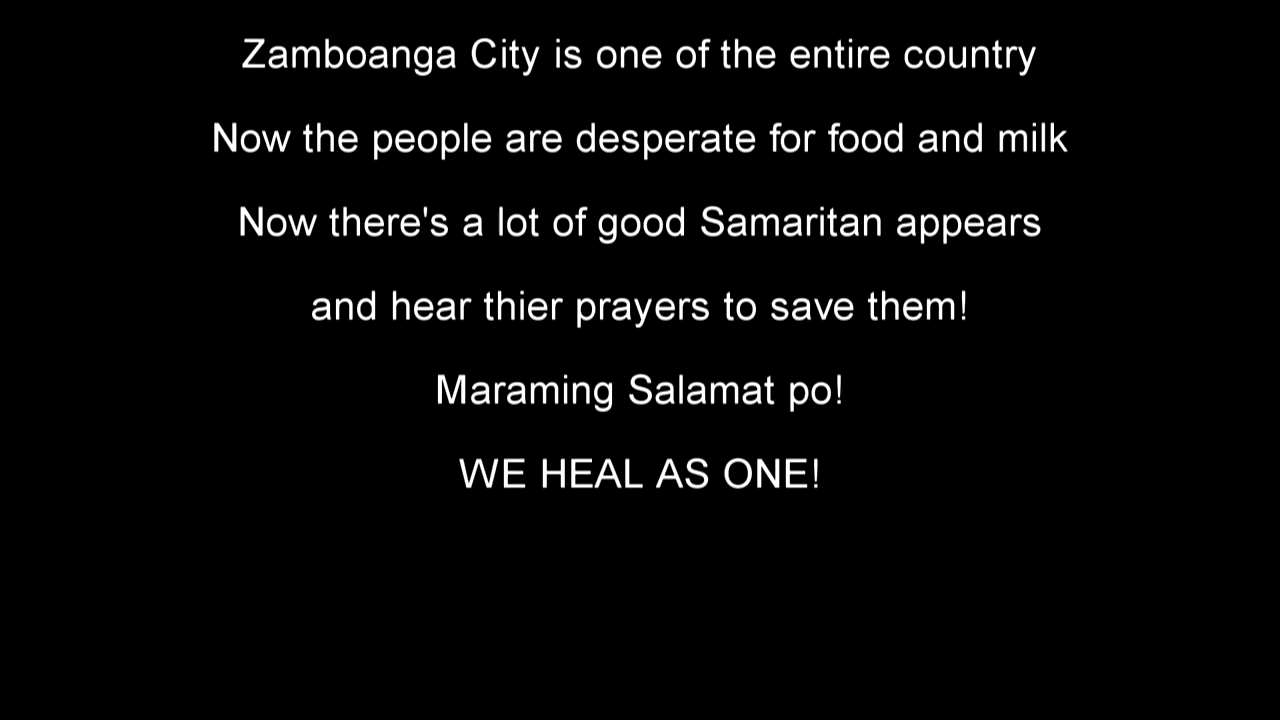 Zamboanga City is one of the entire country
Now the people are desperate for food and milk
Now there's a lot of good Samaritan appears
and hear thier prayers to save them!
Maraming Salamat po!
WE HEAL AS ONE!